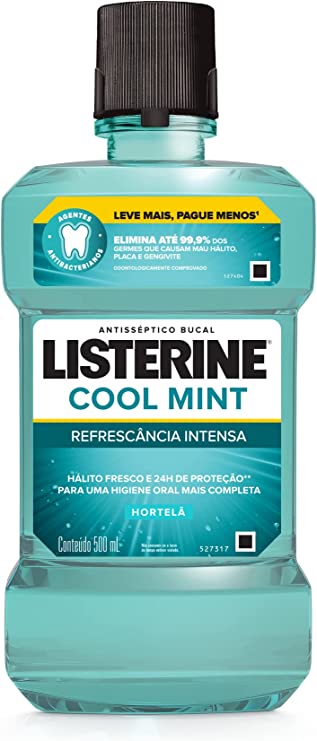 AGENTES
ANTIBACTERIANOS
LEVE MAIS, PAGUE MENOS¹
ELIMINA ATÉ 99,9% DOS
GERMES QUE CAUSAM MAU HÁLITO,
PLACA E GENGIVITE
ODONTOLOGICAMENTE COMPROVADO
527404
ANTISSÉPTICO BUCAL
LISTERINE®
COOL MINT
REFRESCÂNCIA INTENSA
HÁLITO FRESCO E 24H DE PROTEÇÃO**
PARA UMA HIGIENE ORAL MAIS COMPLETA
HORTELÃ
Conteúdo 500 mL
527317